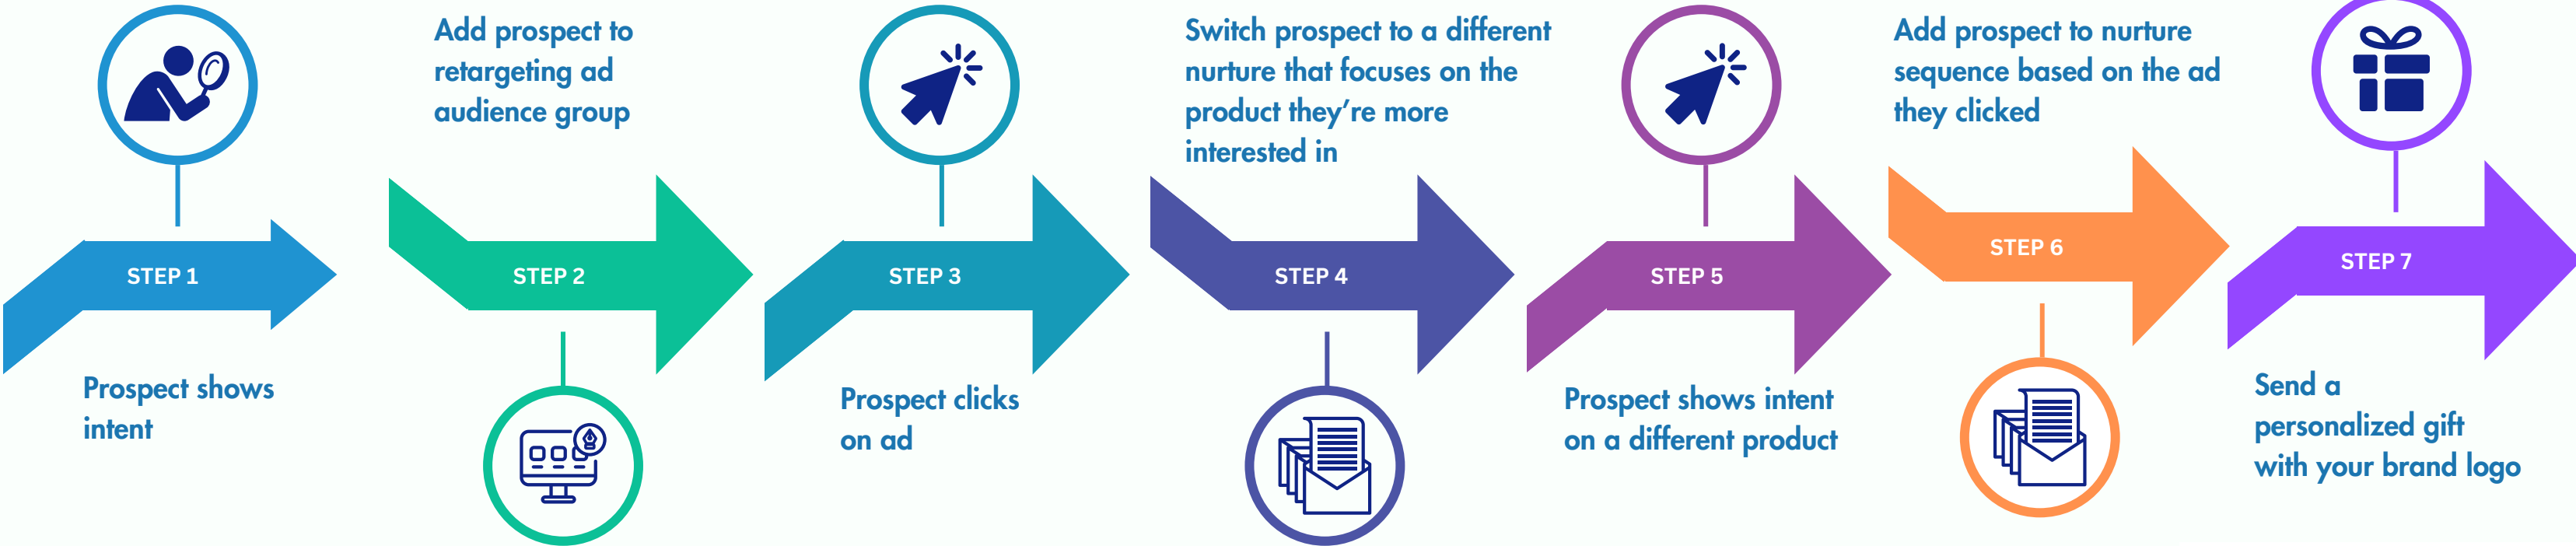 STEP 1
Prospect shows
intent
Add prospect to
retargeting ad
audience group
STEP 2
STEP 3
Prospect clicks
on ad
Switch prospect to a different
nurture that focuses on the
product they’re more
interested in
STEP 4
STEP 5
Prospect shows intent
on a different product
Add prospect to nurture
sequence based on the ad
they clicked
STEP 6
STEP 7
Send a
personalized gift
with your brand logo